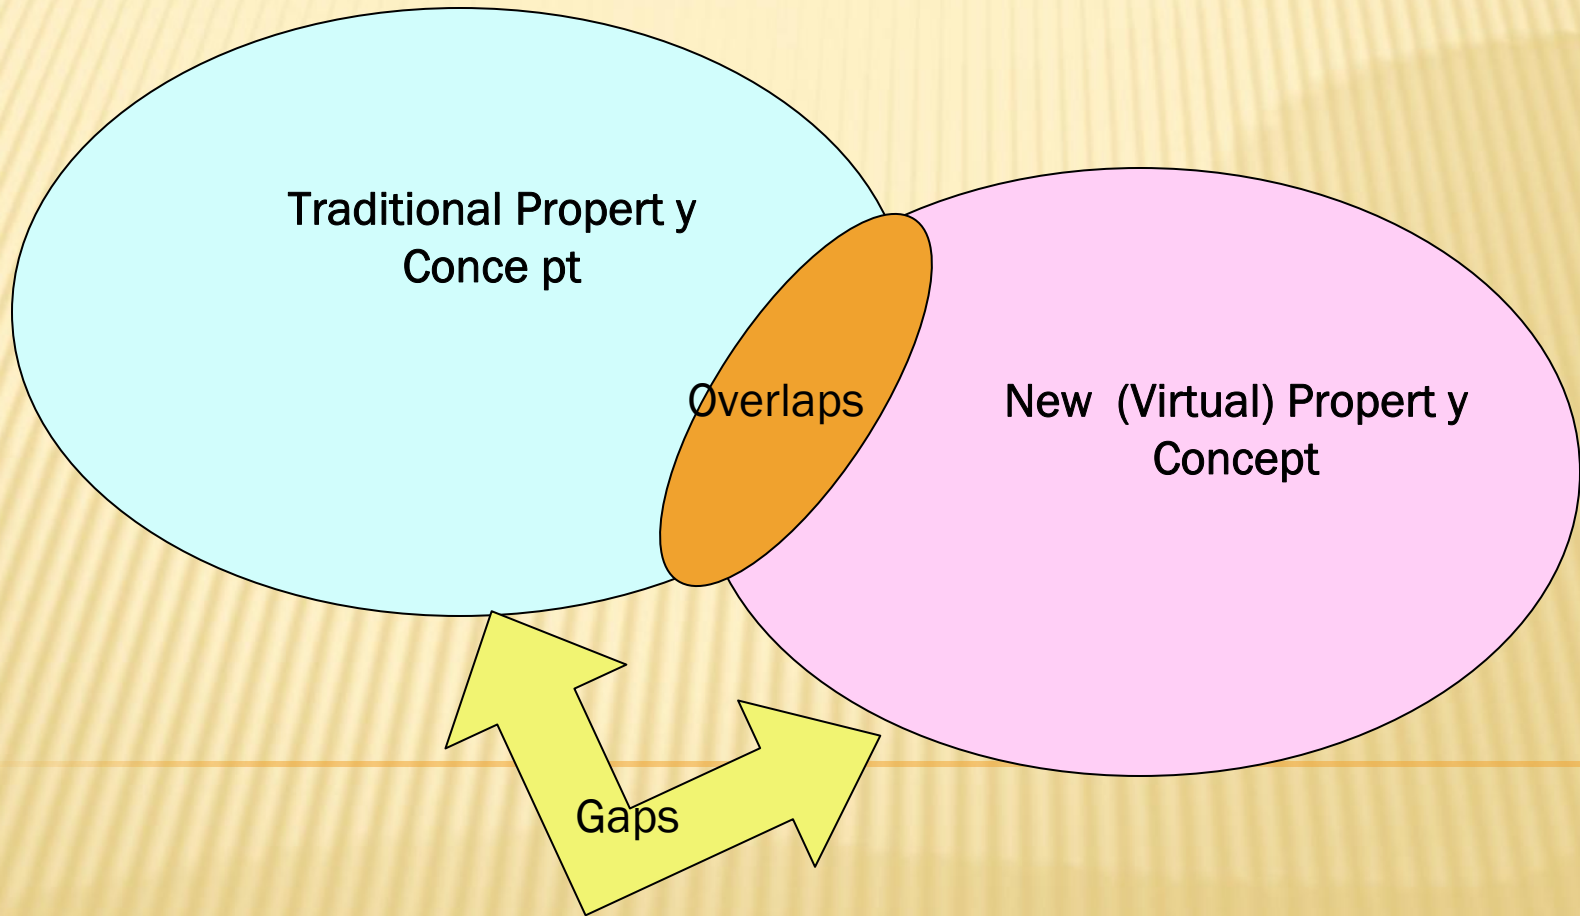 Traditional Propert y
Conce pt
Overlaps
New  (Virtual) Propert y
Concept
Gaps